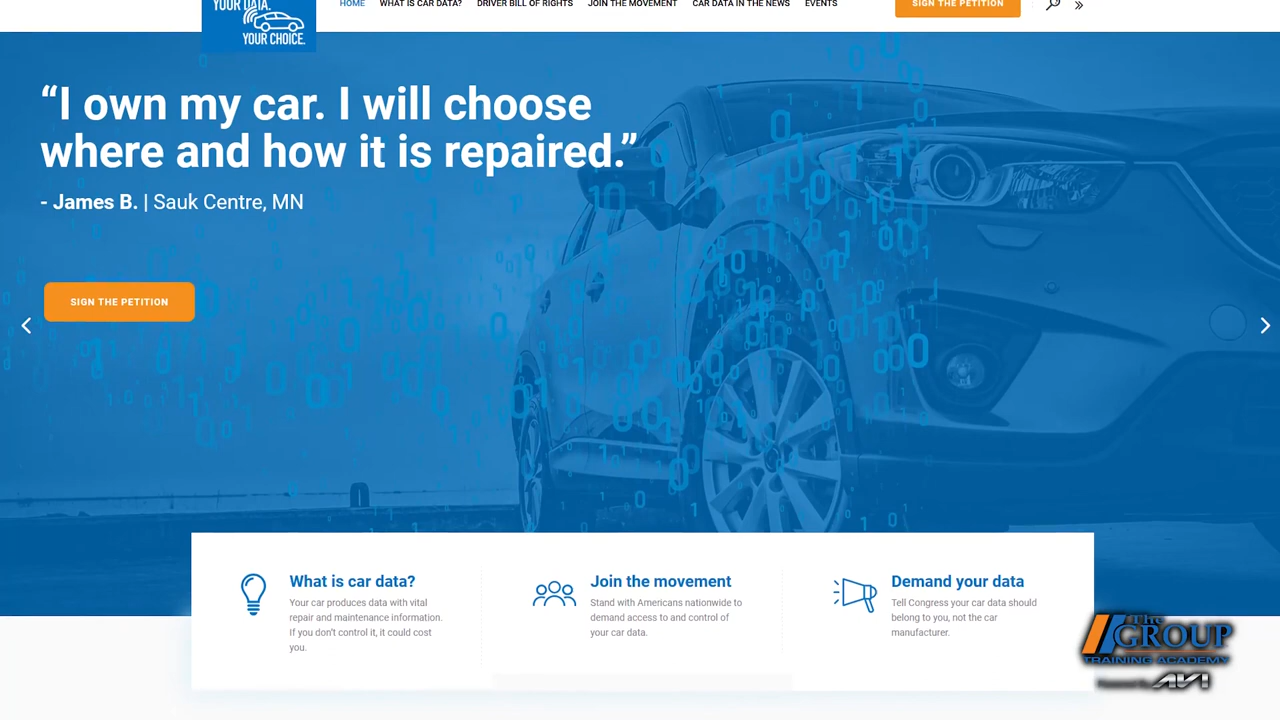 YOUR DATA.
YOUR CHOICE.
HOME WHAT IS CAR DATA? DRIVER BILL OF RIGHTS JOIN THE MOVEMENT CAR DATA IN THE NEWS EVENTS
SIGN THE PETITION
“I own my car. I will choose
where and how it is repaired.”
- James B. | Sauk Centre, MN
SIGN THE PETITION
What is car data?
Your car produces data with vital
repair and maintenance information.
If you don’t control it, it could cost
you.
Join the movement
Stand with Americans nationwide to
demand access to and control of
your car data.
Demand your data
Tell Congress your car data should
belong to you, not the car
manufacturer.
The
GROUP
TRAINING ACADEMY
Powered By AVI